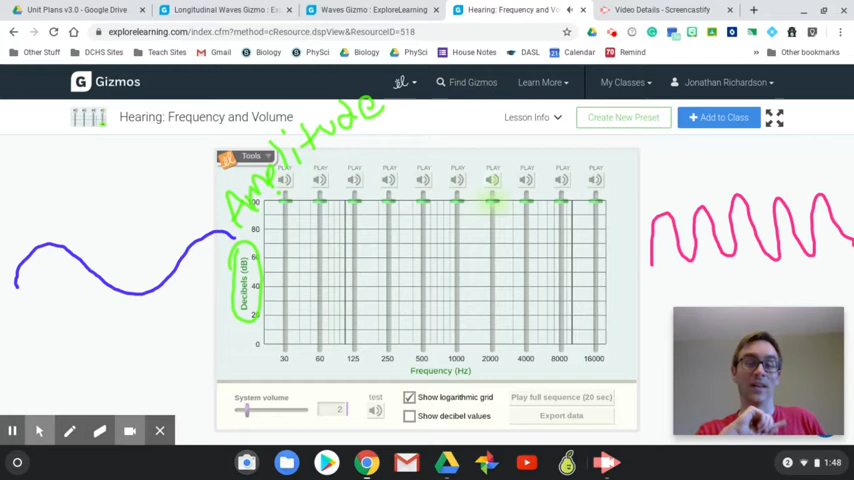 Unit Plans v3.0 - Google Drive
Longitudinal Waves Gizmo : Exp
Waves Gizmo : ExploreLearning
Hearing: Frequency and Vo
Video Details - Screencastify
explorelearning.com/index.cfm?method=cResource.dspView&ResourceID=518
Other Stuff
DCHS Sites
Teach Sites
Gmail
Biology
PhySci
Biology
PhySci
House Notes
DASL
Calendar
Remind
Other bookmarks
G Gizmos
Find Gizmos
Learn More
My Classes
Jonathan Richardson
Hearing: Frequency and Volume
Lesson Info
Create New Preset
+ Add to Class
Amplitude
Tools
PLAY PLAY PLAY PLAY PLAY PLAY PLAY PLAY PLAY PLAY
80
60
40
0
Decibels (dB)
30 60 125 250 500 1000 2000 4000 8000 16000
Frequency (Hz)
System volume
2
test
Show logarithmic grid
Show decibel values
Play full sequence (20 sec)
Export data
2
1:48